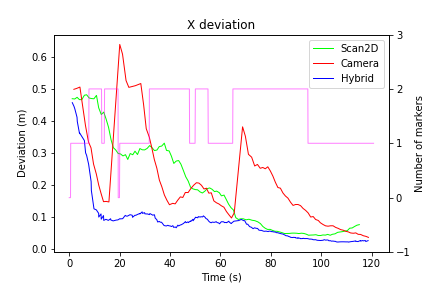 X deviation
Scan2D
Camera
Hybrid
Deviation (m)
0.6
0.5
0.4
0.3
0.2
0.1
0.0
3
2
1
0
−1
Number of markers
0 20 40 60 80 100 120
Time (s)